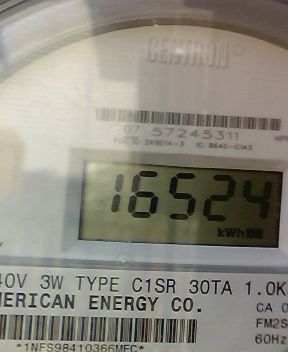 CENTRON
07 57245311
16524
kWh
40V 3W TYPE C1SR 30TA 1.0K
MERICAN ENERGY CO.
CA 0
FM2S
60Hz
*1NFS98410366MFC*